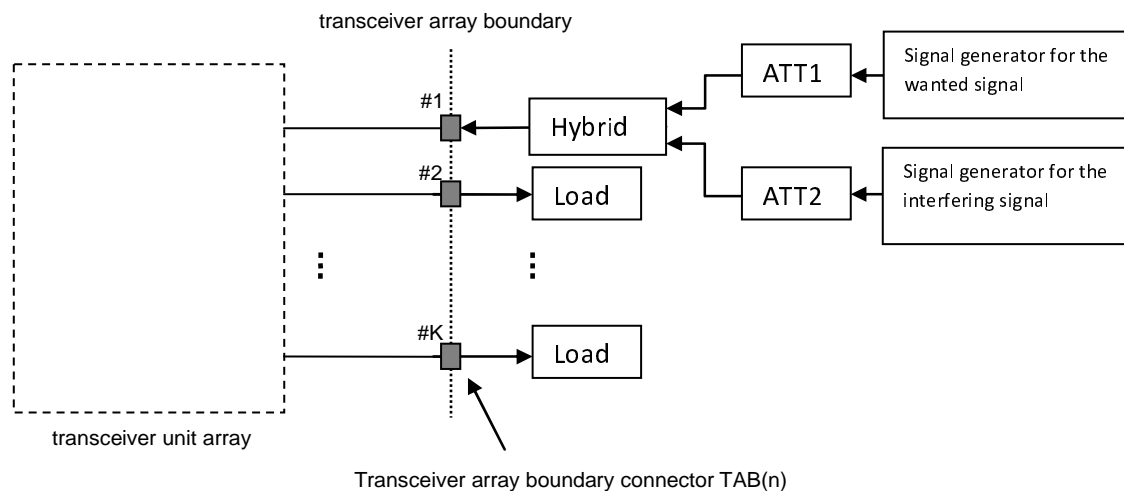 transceiver array boundary
Signal generator for the
wanted signal
ATT1
#1
Hybrid
#2
Load
ATT2
Signal generator for the
interfering signal
#K
Load
transceiver unit array
Transceiver array boundary connector TAB(n)